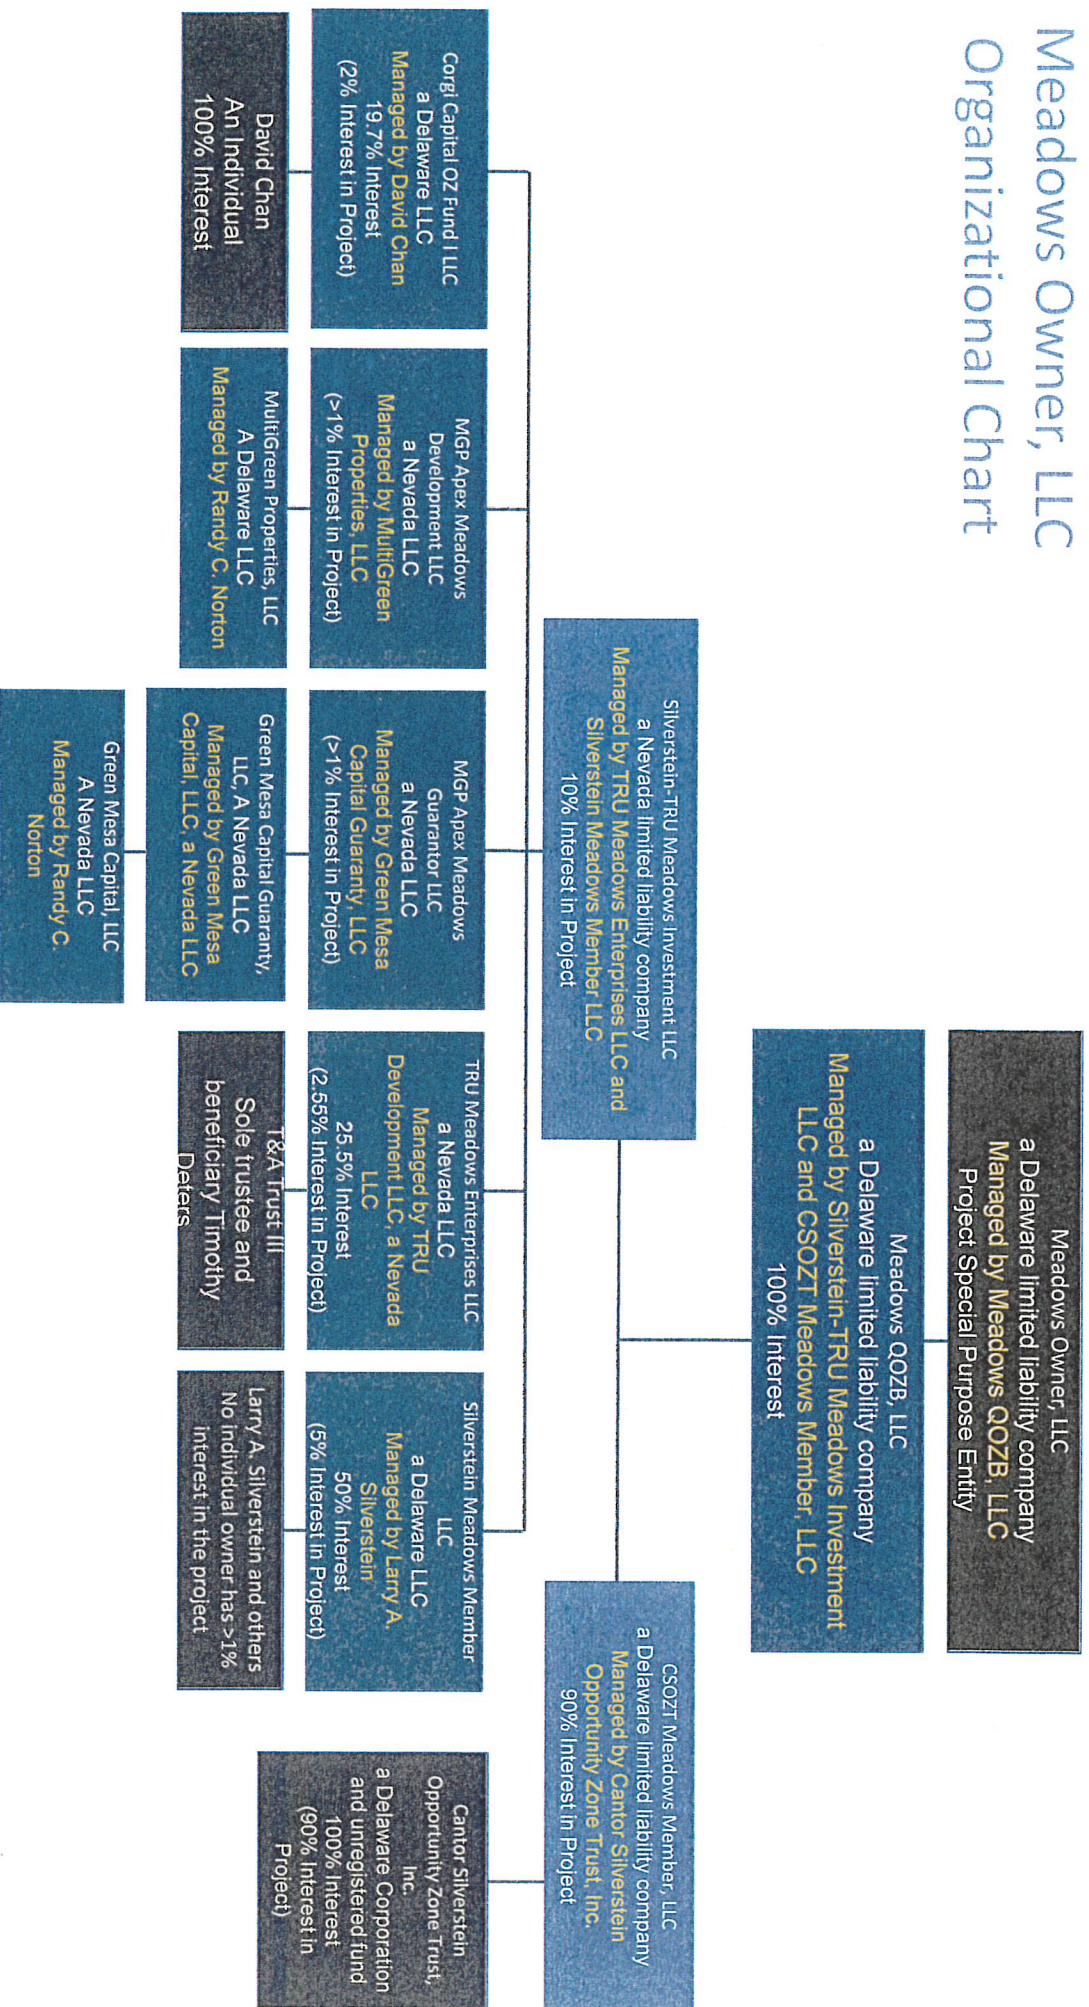 Meadows Owner, LLC
Organizational Chart
Meadows Owner, LLC
a Delaware limited liability company
Managed by Meadows QOZB, LLC
Project Special Purpose Entity
Meadows QOZB, LLC
a Delaware limited liability company
Managed by Silverstein-TRU Meadows Investment
LLC and CSOZT Meadows Member, LLC
100% Interest
Silverstein-TRU Meadows Investment LLC
a Nevada limited liability company
Managed by TRU Meadows Enterprises LLC and
Silverstein Meadows Member LLC
10% Interest in Project
CSOZT Meadows Member, LLC
a Delaware limited liability company
Managed by Cantor Silverstein
Opportunity Zone Trust, Inc.
90% Interest in Project
Corgi Capital OZ Fund I LLC
a Delaware LLC
Managed by David Chan
19.7% Interest
(2% Interest in Project)
MGP Apex Meadows
Development LLC
a Nevada LLC
Managed by MultiGreen
Properties, LLC
(>1% Interest in Project)
MGP Apex Meadows
Guarantor LLC
a Nevada LLC
Managed by Green Mesa
Capital Guaranty, LLC
(>1% Interest in Project)
TRU Meadows Enterprises LLC
a Nevada LLC
Managed by TRU
Development LLC, a Nevada
LLC
25.5% Interest
(2.55% Interest in Project)
Silverstein Meadows Member
LLC
a Delaware LLC
Managed by Larry A.
Silverstein
50% Interest
(5% Interest in Project)
Cantor Silverstein
Opportunity Zone Trust,
Inc.
a Delaware Corporation
and unregistered fund
100% Interest
(90% Interest in
Project)
David Chan
An Individual
100% Interest
MultiGreen Properties, LLC
A Delaware LLC
Managed by Randy C. Norton
Green Mesa Capital Guaranty,
LLC, A Nevada LLC
Managed by Green Mesa
Capital, LLC, a Nevada LLC
T&A Trust III
Sole trustee and
beneficiary Timothy
Deters
Larry A. Silverstein and others
No individual owner has >1%
interest in the project
Green Mesa Capital, LLC
A Nevada LLC
Managed by Randy C.
Norton